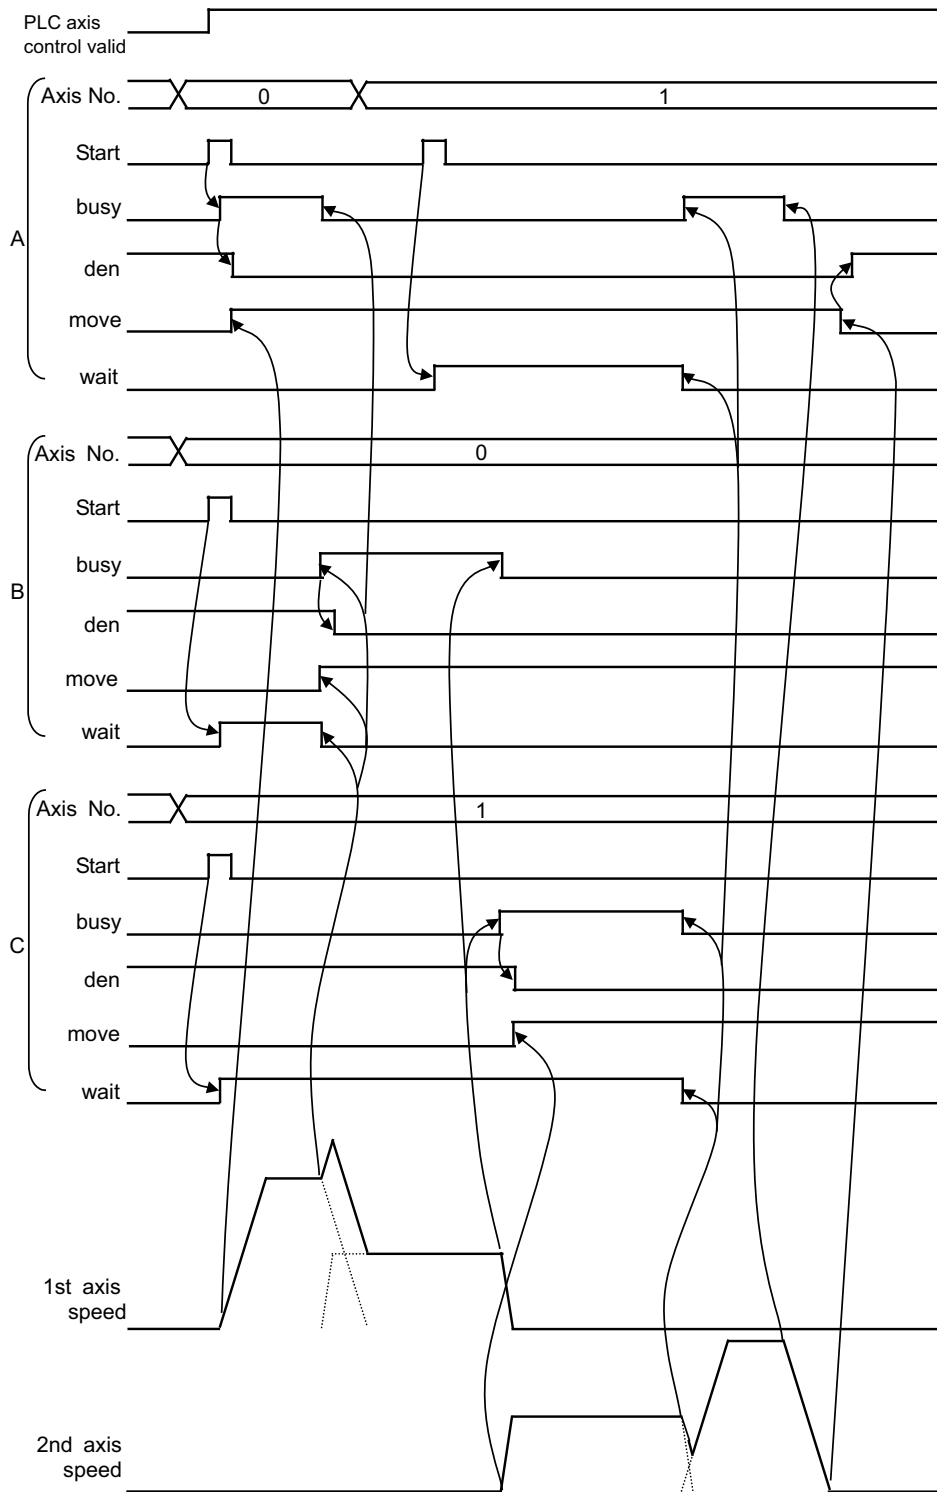 PLC axis
control valid
Axis No.
0
1
Start
busy
A
den
move
wait
Axis No.
0
Start
busy
B
den
move
wait
Axis No.
1
Start
busy
C
den
move
wait
1st axis
speed
2nd axis
speed